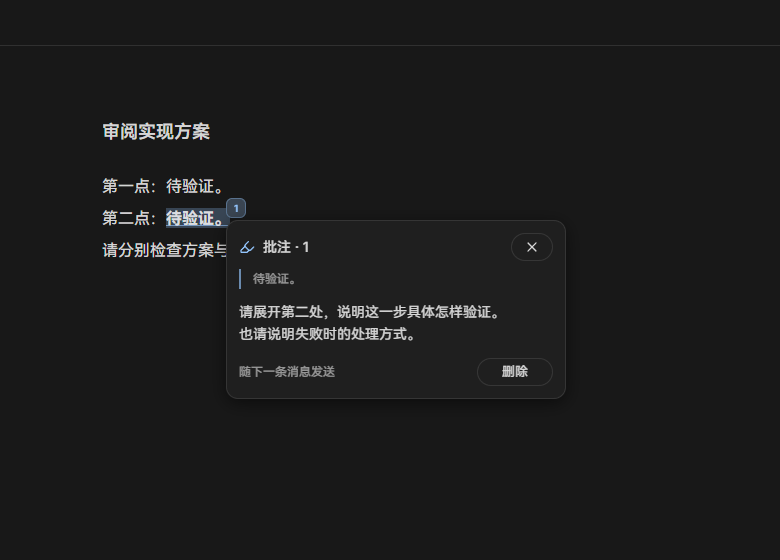 审阅实现方案
第一点：待验证。
第二点：待验证。
1
请分别检查方案与
批注 · 1
待验证。
请展开第二处，说明这一步具体怎样验证。
也请说明失败时的处理方式。
随下一条消息发送
删除